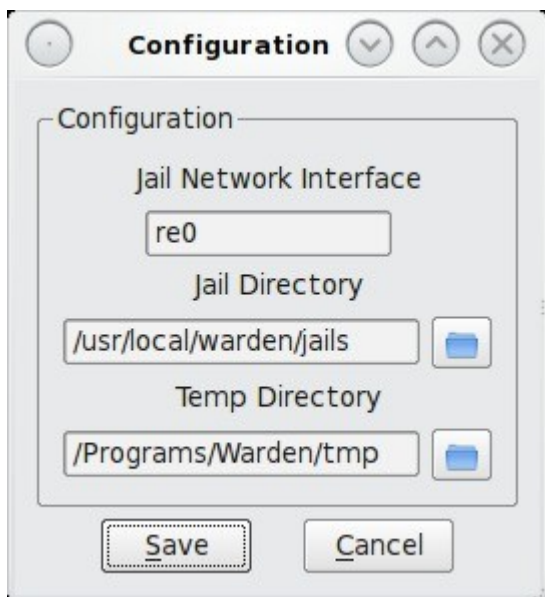 Configuration
Configuration
Jail Network Interface
re0
Jail Directory
/usr/local/warden/jails
Temp Directory
/Programs/Warden/tmp
Save
Cancel